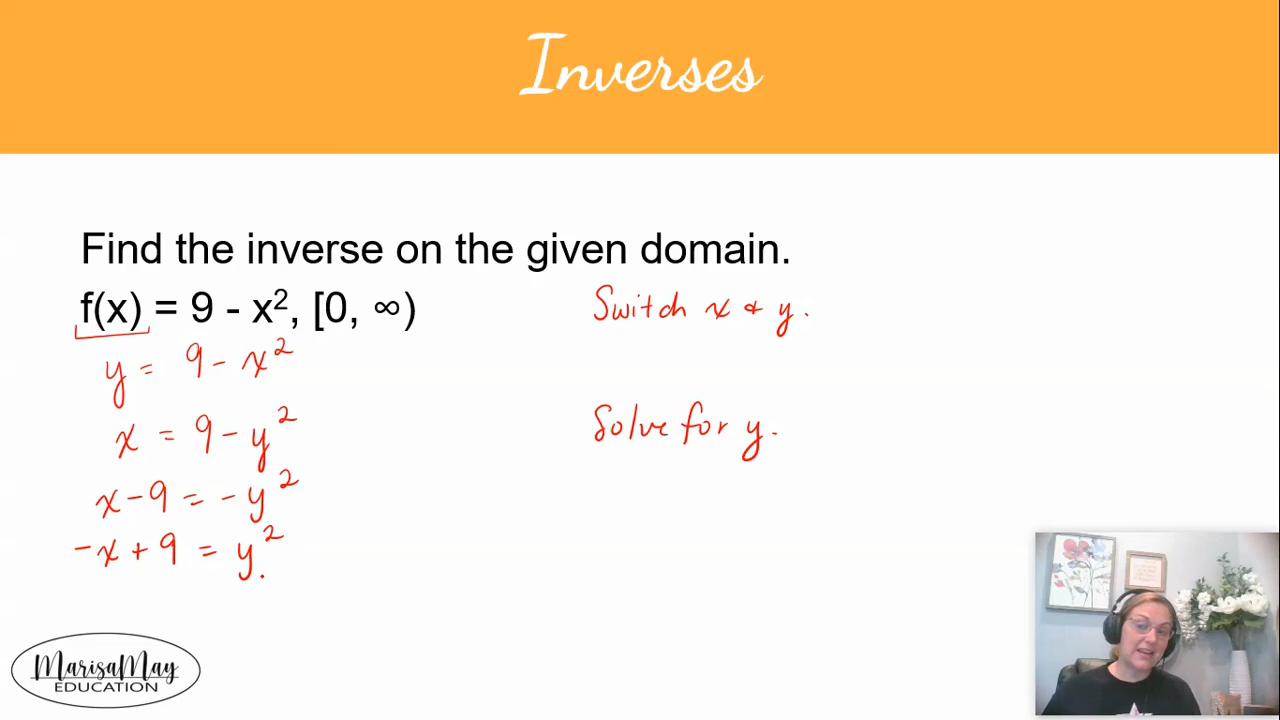 Inverses
Find the inverse on the given domain.
f(x) = 9 - x², [0, ∞)
Switch x & y.
y = 9 - x²
x = 9 - y²
Solve for y.
x - 9 = - y²
-x + 9 = y²
MarisaMay
EDUCATION